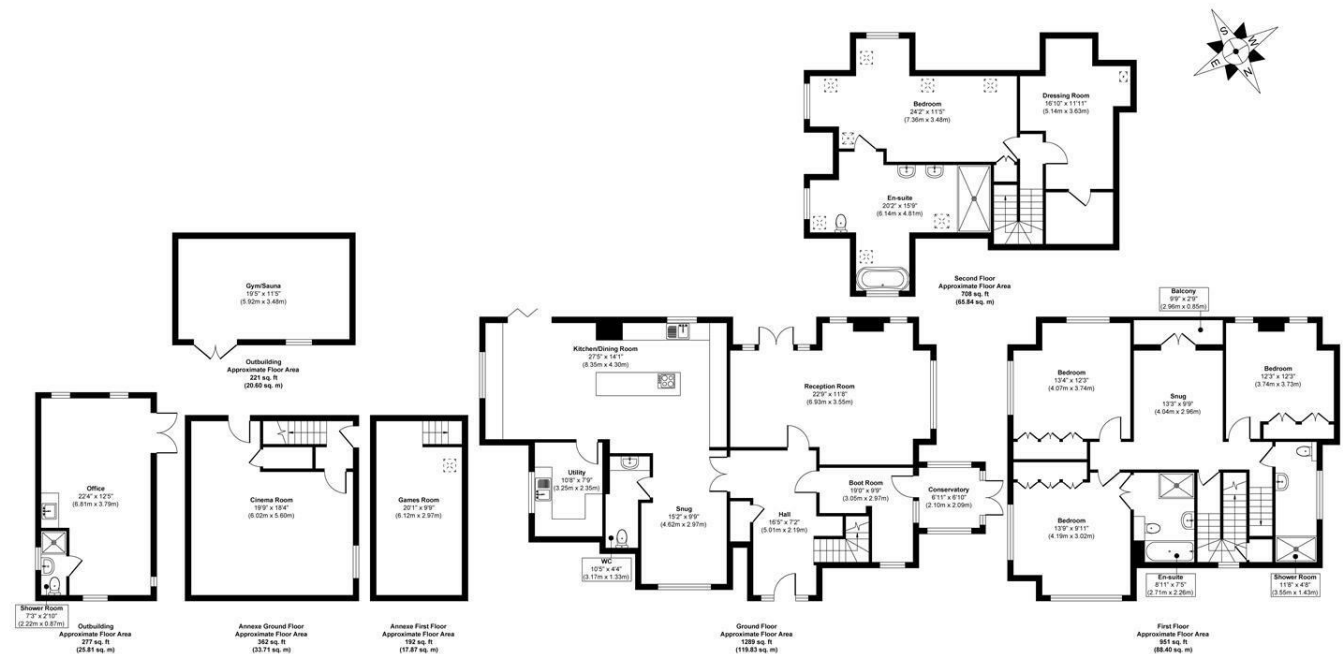 S
W
E
N
Dressing Room
16'10" x 11'11"
(5.14m x 3.63m)
Bedroom
24'2" x 11'5"
(7.36m x 3.48m)
En-suite
20'2" x 15'9"
(6.14m x 4.81m)
Second Floor
Approximate Floor Area
708 sq. ft
(65.84 sq. m)
Gym/Sauna
19'5" x 11'5"
(5.92m x 3.48m)
Outbuilding
Approximate Floor Area
221 sq. ft
(20.60 sq. m)
Office
22'4" x 12'5"
(6.81m x 3.79m)
Shower Room
7'3" x 2'10"
(2.22m x 0.87m)
Outbuilding
Approximate Floor Area
277 sq. ft
(25.81 sq. m)
Cinema Room
19'9" x 18'4"
(6.02m x 5.60m)
Annexe Ground Floor
Approximate Floor Area
362 sq. ft
(33.71 sq. m)
Games Room
20'1" x 9'9"
(6.12m x 2.97m)
Annexe First Floor
Approximate Floor Area
192 sq. ft
(17.87 sq. m)
Kitchen/Dining Room
27'5" x 14'1"
(8.35m x 4.30m)
Reception Room
22'9" x 11'8"
(6.93m x 3.55m)
Utility
10'8" x 7'9"
(3.25m x 2.35m)
WC
10'5" x 4'4"
(3.17m x 1.33m)
Snug
15'2" x 9'9"
(4.62m x 2.97m)
Hall
16'5" x 7'2"
(5.01m x 2.19m)
Boot Room
19'0" x 9'9"
(3.05m x 2.97m)
Conservatory
6'11" x 6'10"
(2.10m x 2.09m)
Ground Floor
Approximate Floor Area
1289 sq. ft
(119.83 sq. m)
Balcony
9'9" x 2'9"
(2.96m x 0.85m)
Bedroom
13'4" x 12'3"
(4.07m x 3.74m)
Snug
13'3" x 9'9"
(4.04m x 2.96m)
Bedroom
12'3" x 12'3"
(3.74m x 3.73m)
Bedroom
13'9" x 9'11"
(4.19m x 3.02m)
En-suite
8'11" x 7'5"
(2.71m x 2.26m)
Shower Room
11'8" x 4'8"
(3.55m x 1.43m)
First Floor
Approximate Floor Area
951 sq. ft
(88.40 sq. m)